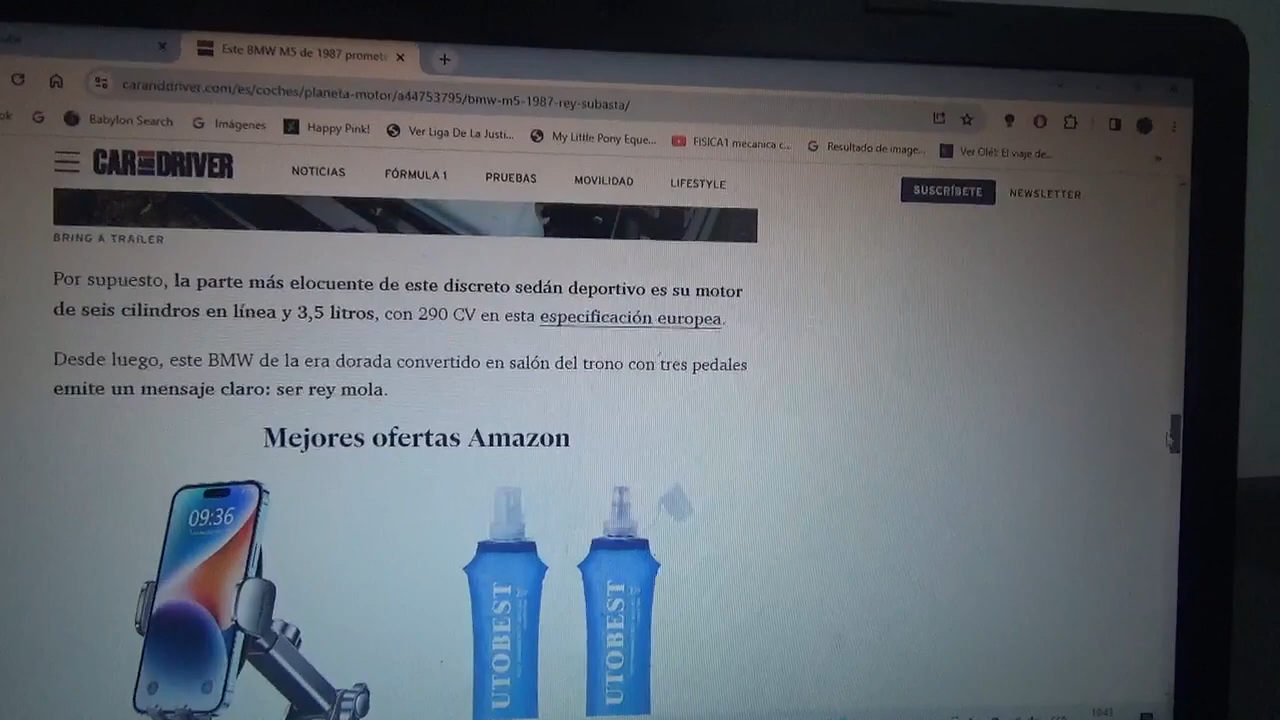 Este BMW M5 de 1987 promete
caranddriver.com/es/coches/planeta-motor/a44753795/bmw-m5-1987-rey-subasta/
Babylon Search
Imágenes
Happy Pink!
Ver Liga De La Justi...
My Little Pony Eque...
FISICA1 mecanica c...
Resultado de image...
Ver Olé!: El viaje de...
CAR AND DRIVER
NOTICIAS
FÓRMULA 1
PRUEBAS
MOVILIDAD
LIFESTYLE
SUSCRÍBETE
NEWSLETTER
BRING A TRAILER
Por supuesto, la parte más elocuente de este discreto sedán deportivo es su motor
de seis cilindros en línea y 3,5 litros, con 290 CV en esta especificación europea.
Desde luego, este BMW de la era dorada convertido en salón del trono con tres pedales
emite un mensaje claro: ser rey mola.
Mejores ofertas Amazon
09:36
UTOBEST
UTOBEST
10:43